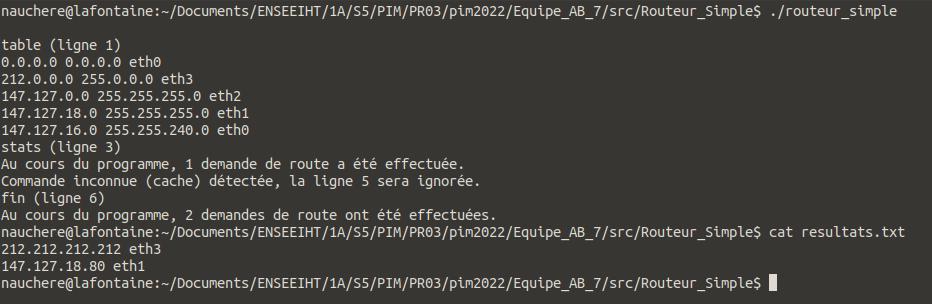 nauchere@lafontaine:~/Documents/ENSEEIHT/1A/S5/PIM/PR03/pim2022/Equipe_AB_7/src/Routeur_Simple$ ./routeur_simple
table (ligne 1)
0.0.0.0 0.0.0.0 eth0
212.0.0.0 255.0.0.0 eth3
147.127.0.0 255.255.255.0 eth2
147.127.18.0 255.255.255.0 eth1
147.127.16.0 255.255.240.0 eth0
stats (ligne 3)
Au cours du programme, 1 demande de route a été effectuée.
Commande inconnue (cache) détectée, la ligne 5 sera ignorée.
fin (ligne 6)
Au cours du programme, 2 demandes de route ont été effectuées.
nauchere@lafontaine:~/Documents/ENSEEIHT/1A/S5/PIM/PR03/pim2022/Equipe_AB_7/src/Routeur_Simple$ cat resultats.txt
212.212.212.212 eth3
147.127.18.80 eth1
nauchere@lafontaine:~/Documents/ENSEEIHT/1A/S5/PIM/PR03/pim2022/Equipe_AB_7/src/Routeur_Simple$